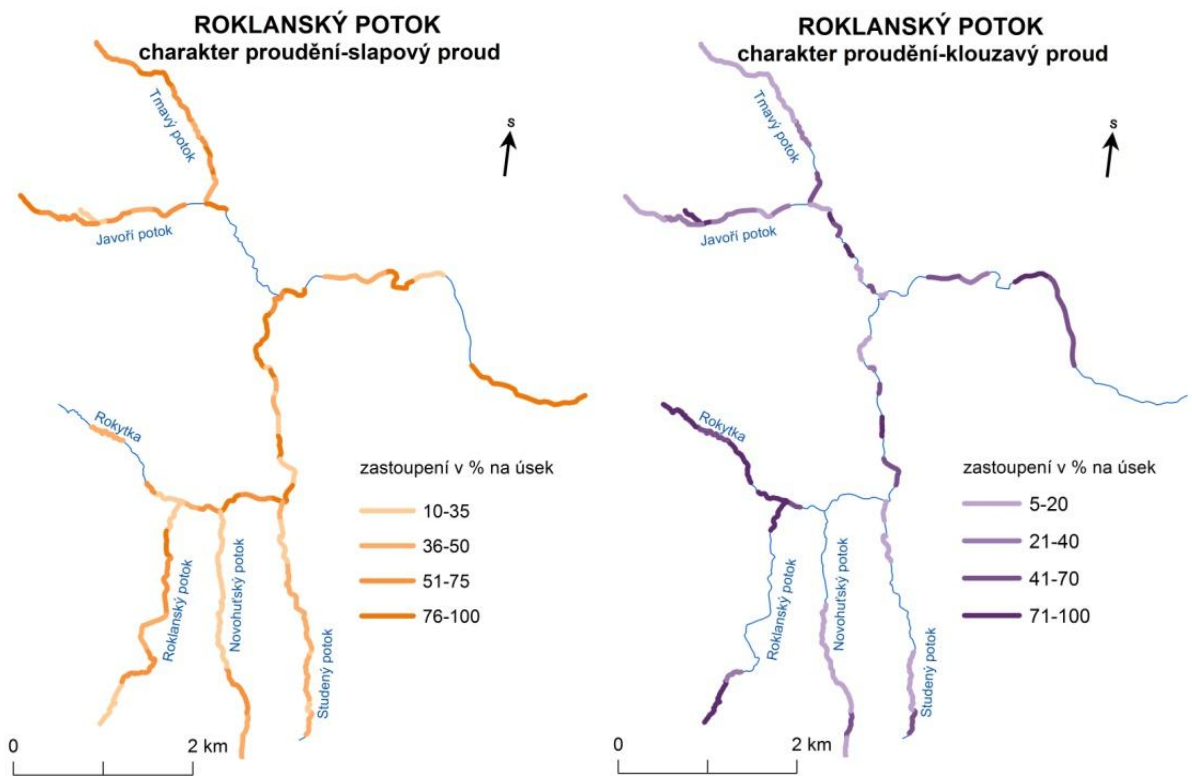 ROKLANSKÝ POTOK
charakter proudění-slapový proud
S
Tmavý potok
Javoří potok
Rokytka
Roklanský potok
Novohuťský potok
Studený potok
zastoupení v % na úsek
10-35
36-50
51-75
76-100
0 2 km
ROKLANSKÝ POTOK
charakter proudění-klouzavý proud
S
Tmavý potok
Javoří potok
Rokytka
Roklanský potok
Novohuťský potok
Studený potok
zastoupení v % na úsek
5-20
21-40
41-70
71-100
0 2 km